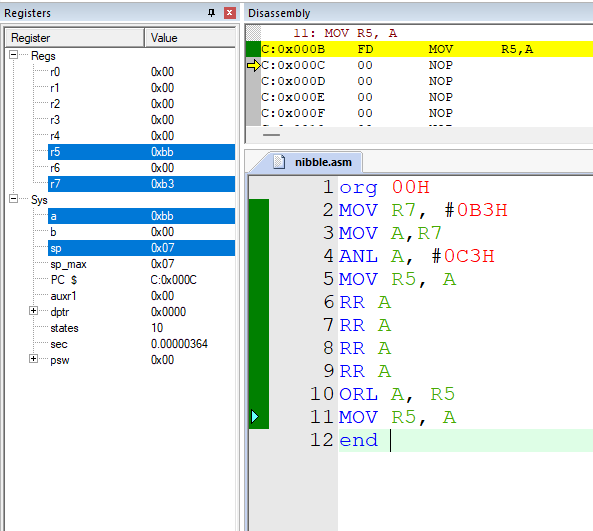 Registers
Register Value
Regs
r0 0x00
r1 0x00
r2 0x00
r3 0x00
r4 0x00
r5 0xbb
r6 0x00
r7 0xb3
Sys
a 0xbb
b 0x00
sp 0x07
sp_max 0x07
PC $ C:0x000C
auxr1 0x00
dptr 0x0000
states 10
sec 0.00000364
psw 0x00
Disassembly
11: MOV R5, A
C:0x000B FD MOV R5,A
C:0x000C 00 NOP
C:0x000D 00 NOP
C:0x000E 00 NOP
C:0x000F 00 NOP
nibble.asm
1 org 00H
2 MOV R7, #0B3H
3 MOV A,R7
4 ANL A, #0C3H
5 MOV R5, A
6 RR A
7 RR A
8 RR A
9 RR A
10 ORL A, R5
11 MOV R5, A
12 end